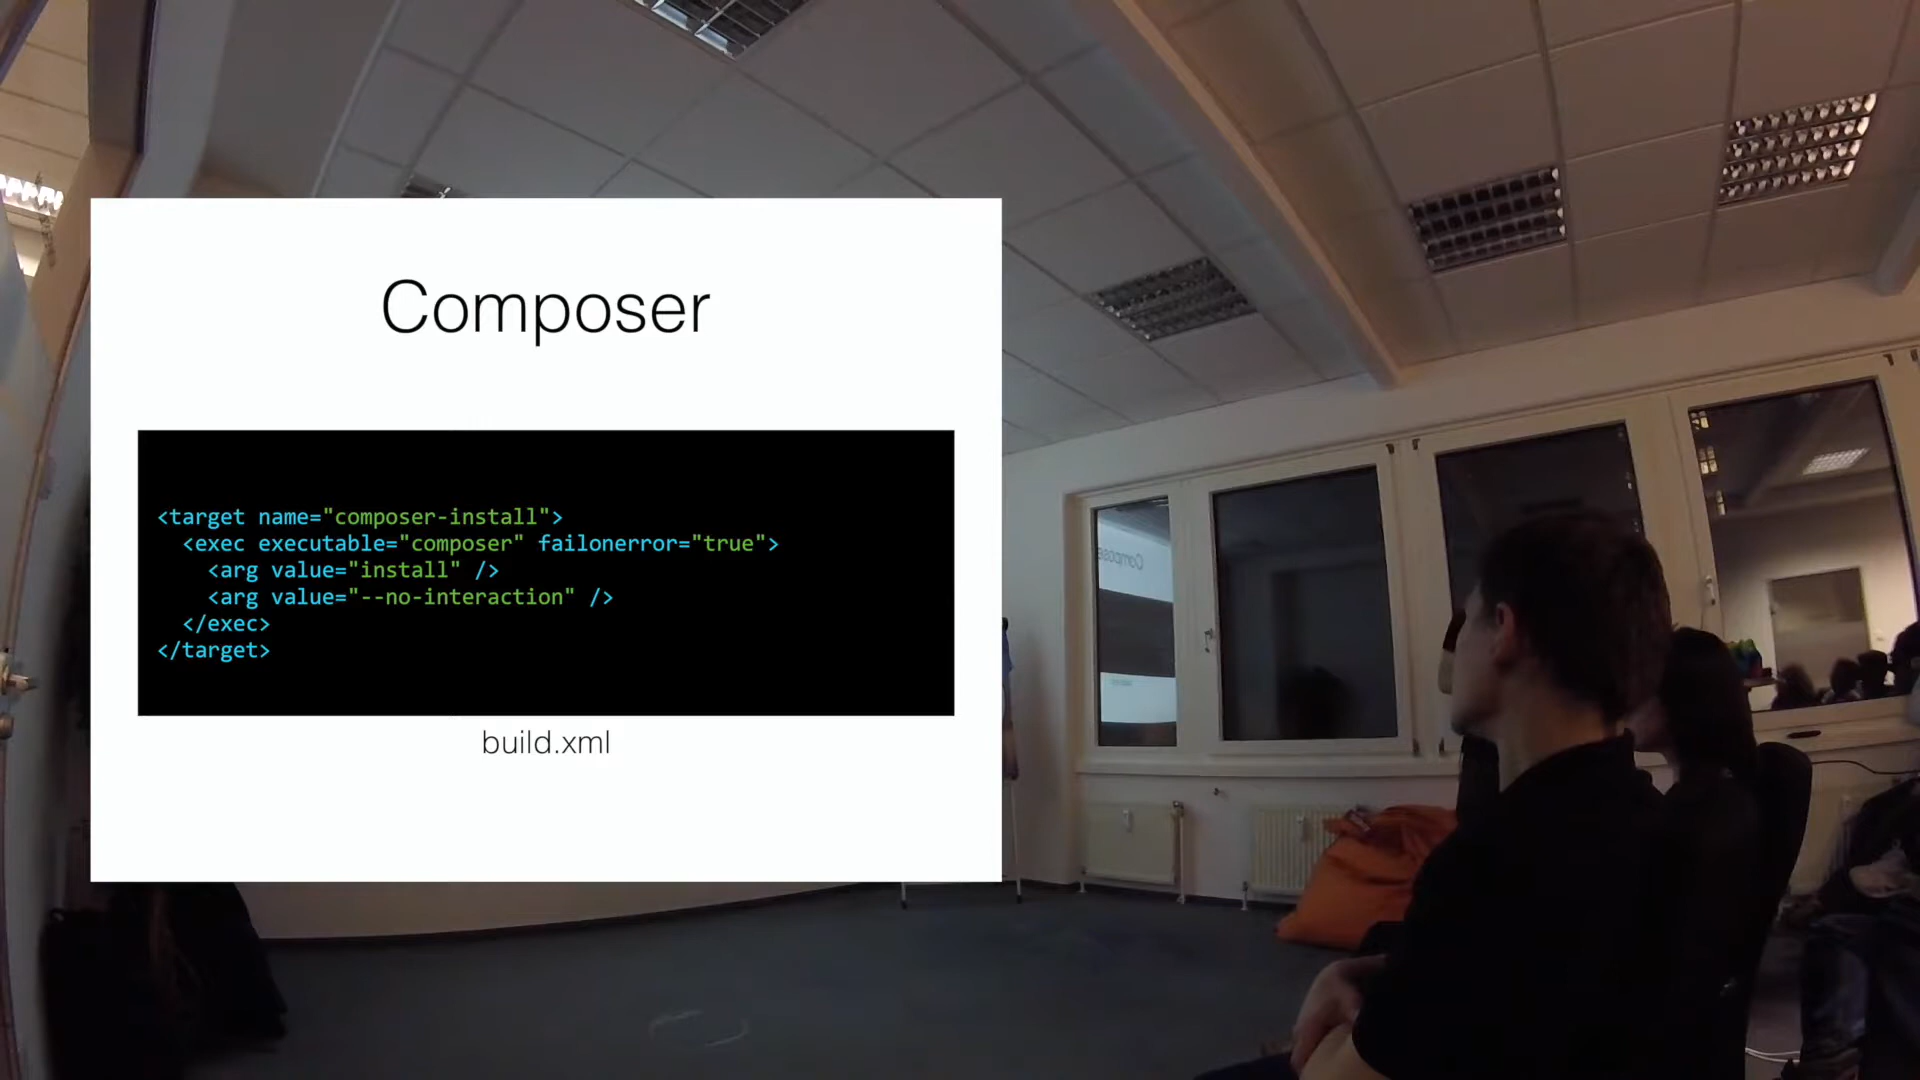 Composer
<target name="composer-install">
  <exec executable="composer" failonerror="true">
    <arg value="install" />
    <arg value="--no-interaction" />
  </exec>
</target>
build.xml